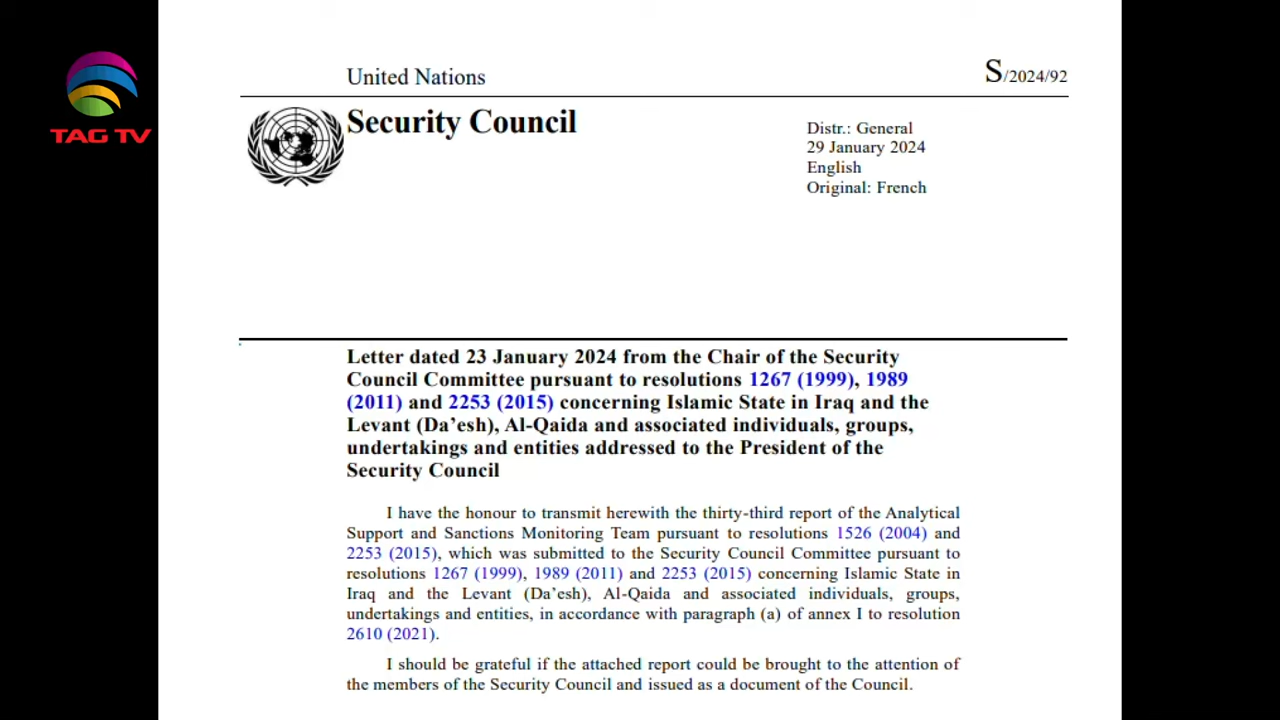 TAG TV
United Nations
S/2024/92
Security Council
Distr.: General
29 January 2024
English
Original: French
Letter dated 23 January 2024 from the Chair of the Security
Council Committee pursuant to resolutions 1267 (1999), 1989
(2011) and 2253 (2015) concerning Islamic State in Iraq and the
Levant (Da’esh), Al-Qaida and associated individuals, groups,
undertakings and entities addressed to the President of the
Security Council
I have the honour to transmit herewith the thirty-third report of the Analytical
Support and Sanctions Monitoring Team pursuant to resolutions 1526 (2004) and
2253 (2015), which was submitted to the Security Council Committee pursuant to
resolutions 1267 (1999), 1989 (2011) and 2253 (2015) concerning Islamic State in
Iraq and the Levant (Da’esh), Al-Qaida and associated individuals, groups,
undertakings and entities, in accordance with paragraph (a) of annex I to resolution
2610 (2021).
I should be grateful if the attached report could be brought to the attention of
the members of the Security Council and issued as a document of the Council.